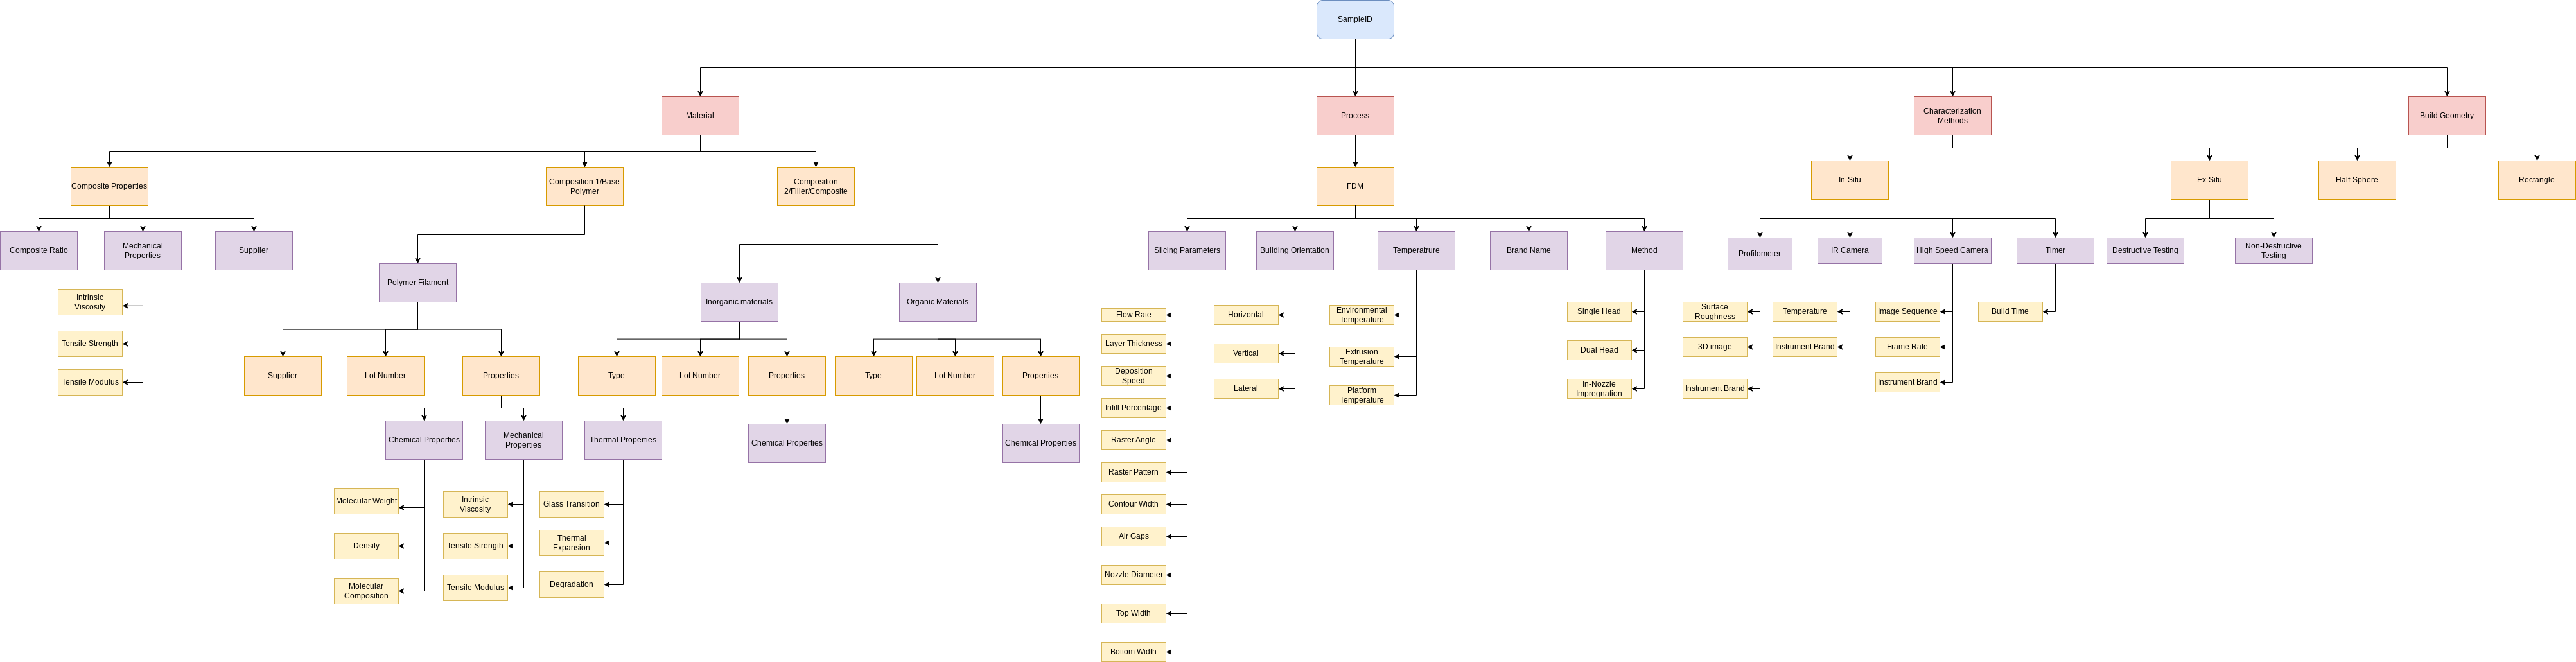 SampleID
Material
Process
Characterization
Methods
Build Geometry
Composite Properties
Composition 1/Base
Polymer
Composition
2/Filler/Composite
FDM
In-Situ
Ex-Situ
Half-Sphere
Rectangle
Composite Ratio
Mechanical
Properties
Supplier
Slicing Parameters
Building Orientation
Temperatrure
Brand Name
Method
Profilometer
IR Camera
High Speed Camera
Timer
Destructive Testing
Non-Destructive
Testing
Polymer Filament
Inorganic materials
Organic Materials
Intrinsic
Viscosity
Tensile Strength
Tensile Modulus
Flow Rate
Layer Thickness
Deposition
Speed
Infill Percentage
Raster Angle
Raster Pattern
Contour Width
Air Gaps
Nozzle Diameter
Top Width
Bottom Width
Horizontal
Vertical
Lateral
Environmental
Temperature
Extrusion
Temperature
Platform
Temperature
Single Head
Dual Head
In-Nozzle
Impregnation
Surface
Roughness
3D image
Instrument Brand
Temperature
Instrument Brand
Image Sequence
Frame Rate
Instrument Brand
Build Time
Supplier
Lot Number
Properties
Type
Lot Number
Properties
Type
Lot Number
Properties
Chemical Properties
Mechanical
Properties
Thermal Properties
Chemical Properties
Chemical Properties
Molecular Weight
Density
Molecular
Composition
Intrinsic
Viscosity
Tensile Strength
Tensile Modulus
Glass Transition
Thermal
Expansion
Degradation